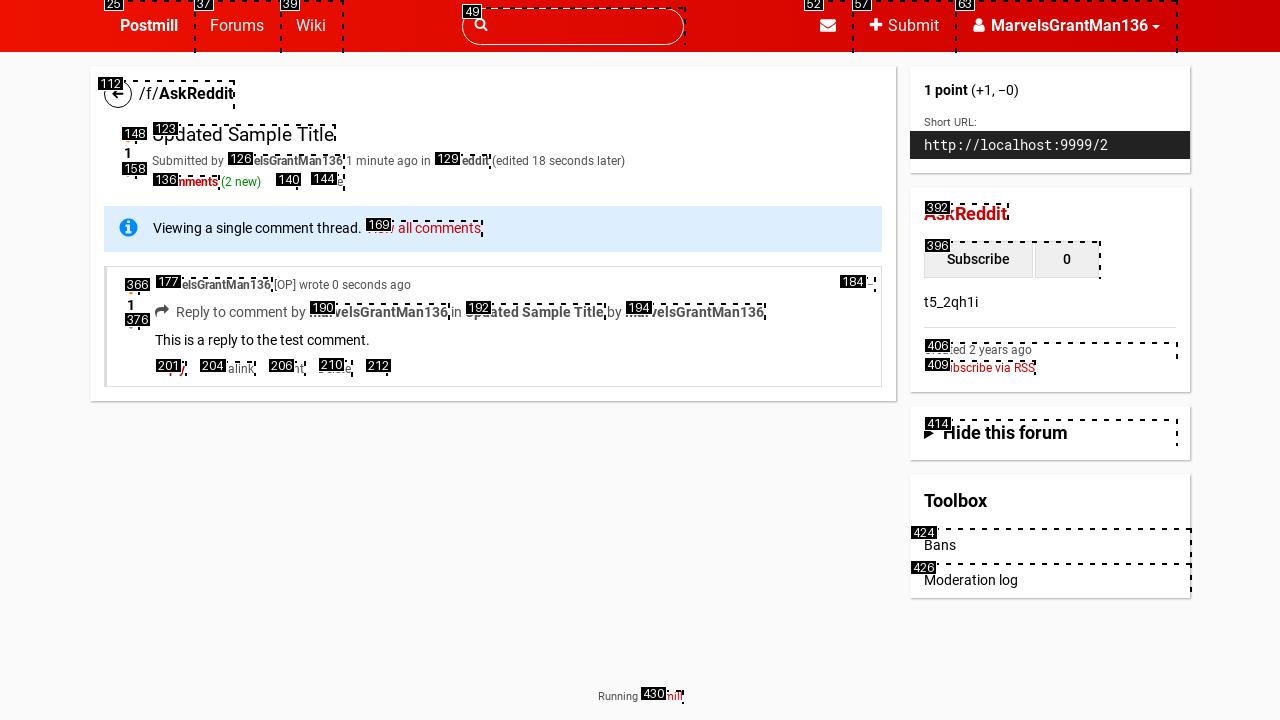 25 37 39 49 52 57 63
Postmill Forums Wiki Submit MarvelsGrantMan136
112 /f/AskReddit
123 Updated Sample Title
148 1 158
Submitted by 126 elsGrantMan136 1 minute ago in 129 eddit (edited 18 seconds later)
136 mments (2 new) 140 144
Viewing a single comment thread. 169 View all comments
366 1 376
177 elsGrantMan136 [OP] wrote 0 seconds ago 184
Reply to comment by 190 MarvelsGrantMan136 in 192 Updated Sample Title by 194 MarvelsGrantMan136
This is a reply to the test comment.
201 204 alink 206 nt 210 212
1 point (+1, −0)
Short URL:
http://localhost:9999/2
392 AskReddit
396
Subscribe 0
t5_2qh1i
406 Created 2 years ago
409 bscribe via RSS
414 Hide this forum
Toolbox
424 Bans
426 Moderation log
Running 430 mill